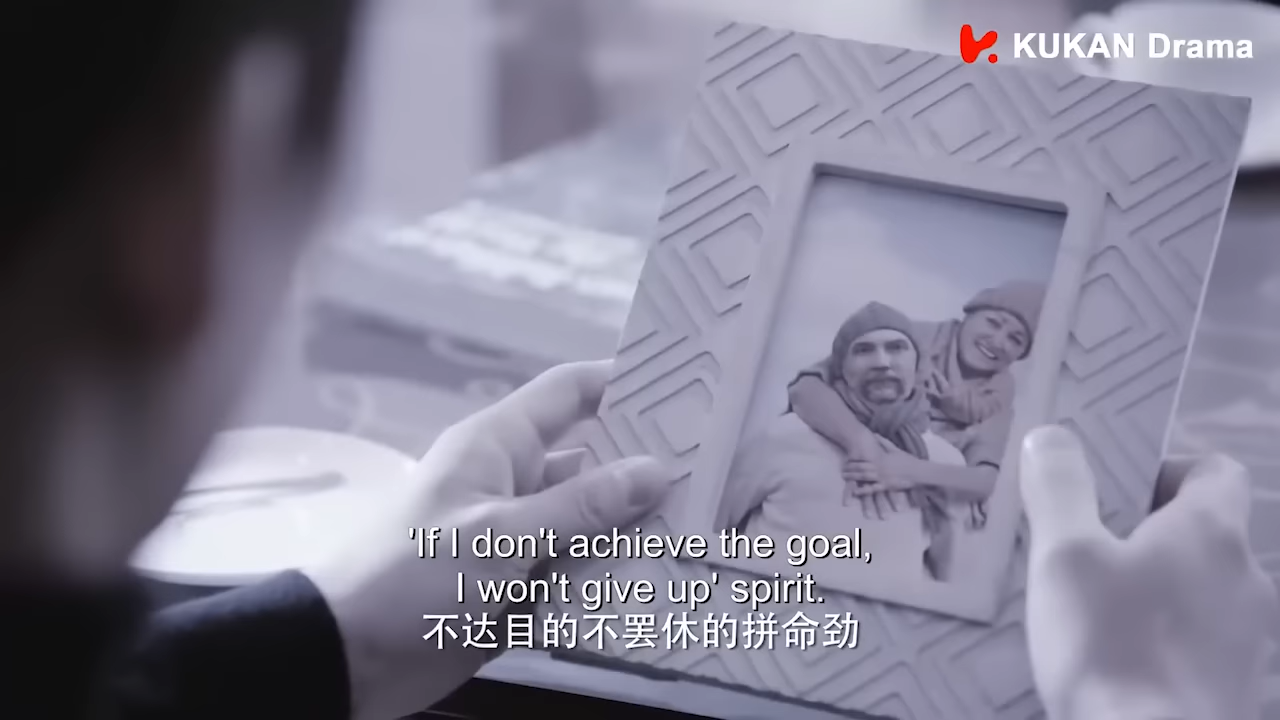 KUKAN Drama
'If I don't achieve the goal,
I won't give up' spirit.
不达目的不罢休的拼命劲